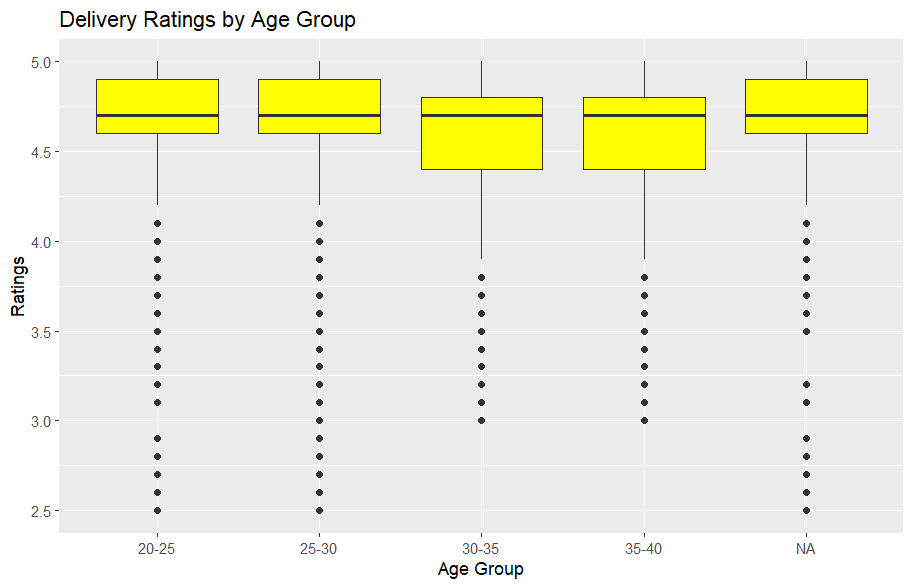 Delivery Ratings by Age Group
5.0
4.5
4.0
3.5
3.0
2.5
Ratings
20-25 25-30 30-35 35-40 NA
Age Group